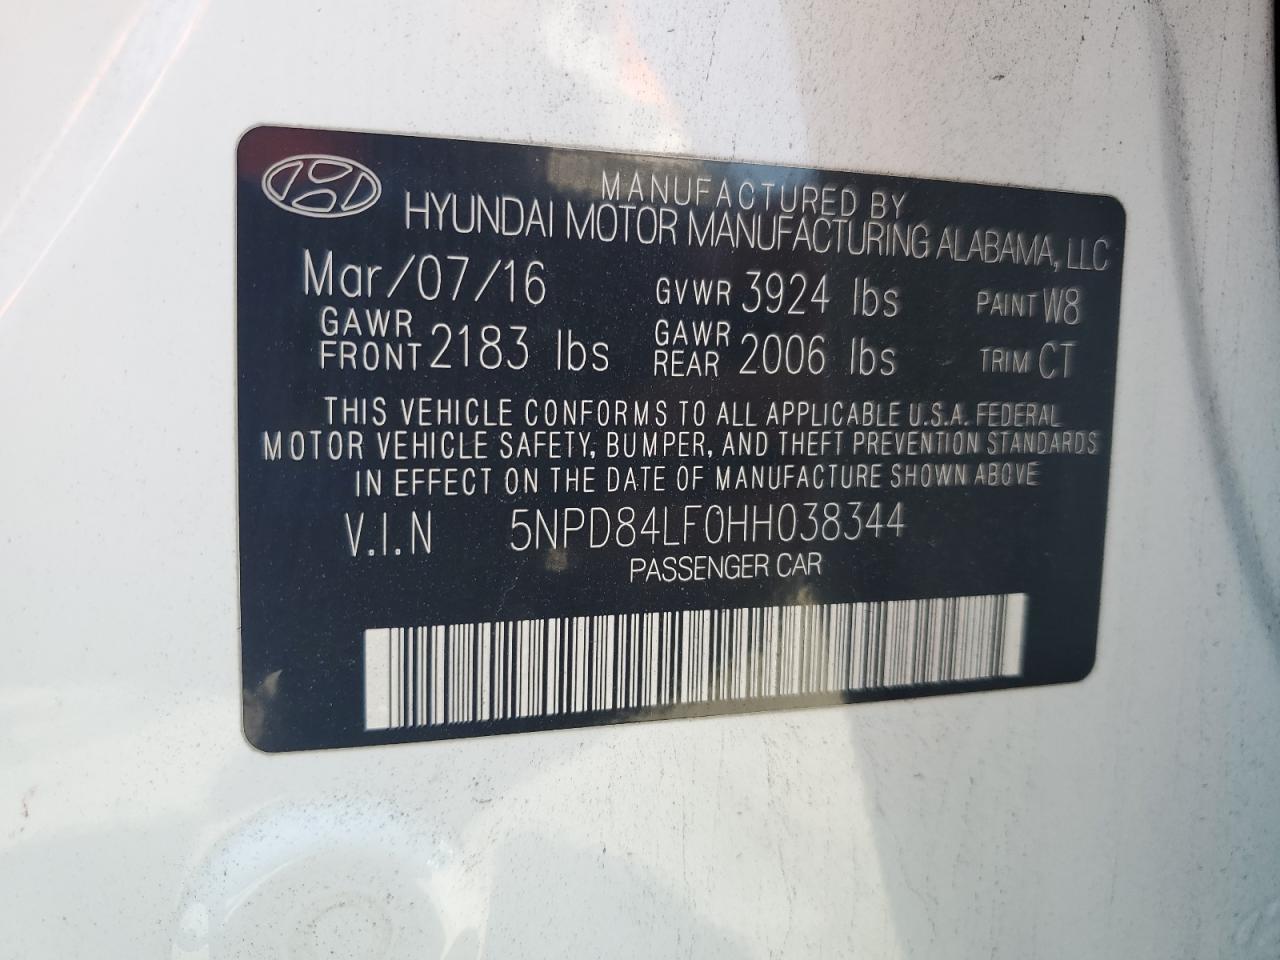 MANUFACTURED BY
HYUNDAI MOTOR MANUFACTURING ALABAMA, LLC
Mar/07/16 GVWR 3924 lbs PAINT W8
GAWR FRONT 2183 lbs GAWR REAR 2006 lbs TRIM CT
THIS VEHICLE CONFORMS TO ALL APPLICABLE U.S.A. FEDERAL
MOTOR VEHICLE SAFETY, BUMPER, AND THEFT PREVENTION STANDARDS
IN EFFECT ON THE DATE OF MANUFACTURE SHOWN ABOVE
V.I.N 5NPD84LF0HH038344
PASSENGER CAR